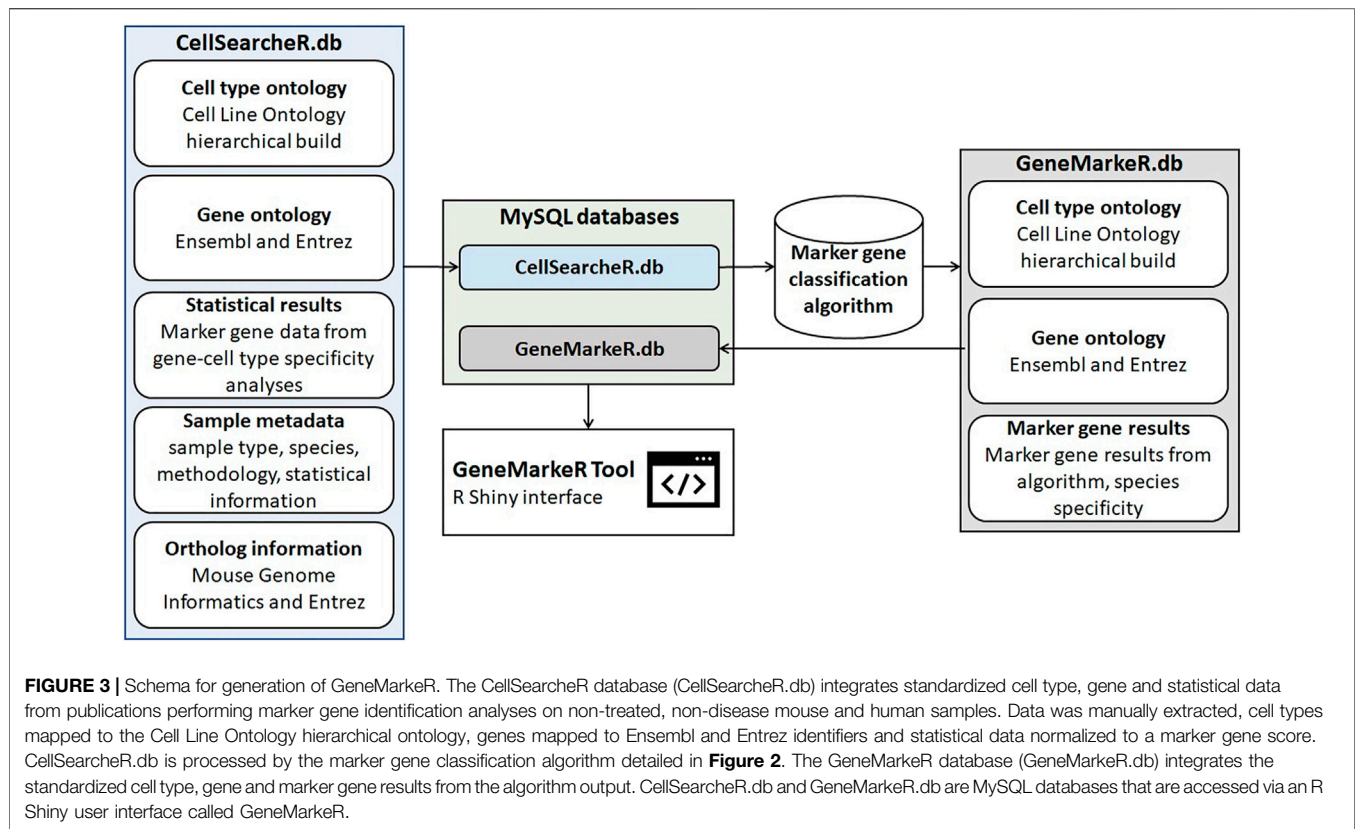 CellSearcheR.db
Cell type ontology
Cell Line Ontology
hierarchical build
Gene ontology
Ensembl and Entrez
Statistical results
Marker gene data from
gene-cell type specificity
analyses
Sample metadata
sample type, species,
methodology, statistical
information
Ortholog information
Mouse Genome
Informatics and Entrez
MySQL databases
CellSearcheR.db
GeneMarkeR.db
GeneMarkeR Tool
R Shiny interface
</>
Marker gene
classification
algorithm
GeneMarkeR.db
Cell type ontology
Cell Line Ontology
hierarchical build
Gene ontology
Ensembl and Entrez
Marker gene results
Marker gene results from
algorithm, species
specificity
FIGURE 3 | Schema for generation of GeneMarkeR. The CellSearcheR database (CellSearcheR.db) integrates standardized cell type, gene and statistical data
from publications performing marker gene identification analyses on non-treated, non-disease mouse and human samples. Data was manually extracted, cell types
mapped to the Cell Line Ontology hierarchical ontology, genes mapped to Ensembl and Entrez identifiers and statistical data normalized to a marker gene score.
CellSearcheR.db is processed by the marker gene classification algorithm detailed in Figure 2. The GeneMarkeR database (GeneMarkeR.db) integrates the
standardized cell type, gene and marker gene results from the algorithm output. CellSearcheR.db and GeneMarkeR.db are MySQL databases that are accessed via an R
Shiny user interface called GeneMarkeR.